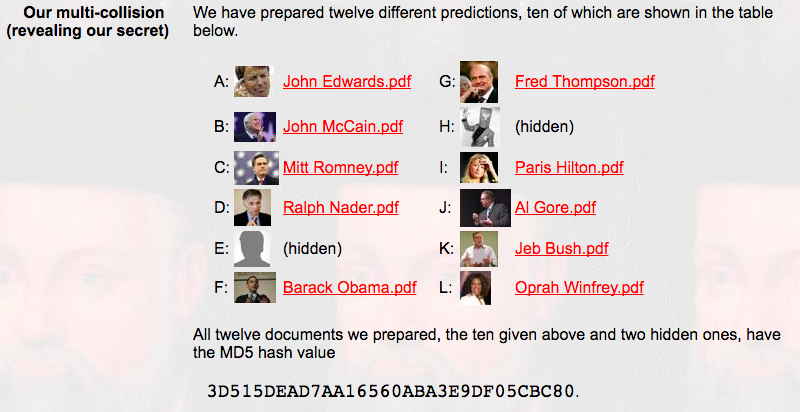 Our multi-collision
(revealing our secret)
We have prepared twelve different predictions, ten of which are shown in the table
below.
A: John Edwards.pdf
G: Fred Thompson.pdf
B: John McCain.pdf
H: (hidden)
C: Mitt Romney.pdf
I: Paris Hilton.pdf
D: Ralph Nader.pdf
J: Al Gore.pdf
E: (hidden)
K: Jeb Bush.pdf
F: Barack Obama.pdf
L: Oprah Winfrey.pdf
All twelve documents we prepared, the ten given above and two hidden ones, have
the MD5 hash value
3D515DEAD7AA16560ABA3E9DF05CBC80.